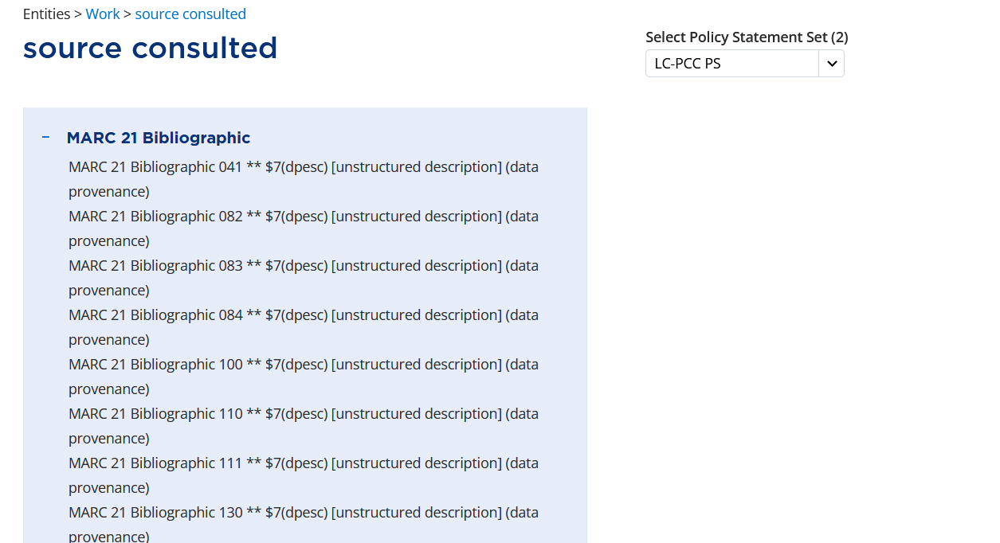 Entities > Work > source consulted
source consulted
Select Policy Statement Set (2)
LC-PCC PS
− MARC 21 Bibliographic
MARC 21 Bibliographic 041 ** $7(dpesc) [unstructured description] (data
provenance)
MARC 21 Bibliographic 082 ** $7(dpesc) [unstructured description] (data
provenance)
MARC 21 Bibliographic 083 ** $7(dpesc) [unstructured description] (data
provenance)
MARC 21 Bibliographic 084 ** $7(dpesc) [unstructured description] (data
provenance)
MARC 21 Bibliographic 100 ** $7(dpesc) [unstructured description] (data
provenance)
MARC 21 Bibliographic 110 ** $7(dpesc) [unstructured description] (data
provenance)
MARC 21 Bibliographic 111 ** $7(dpesc) [unstructured description] (data
provenance)
MARC 21 Bibliographic 130 ** $7(dpesc) [unstructured description] (data
provenance)